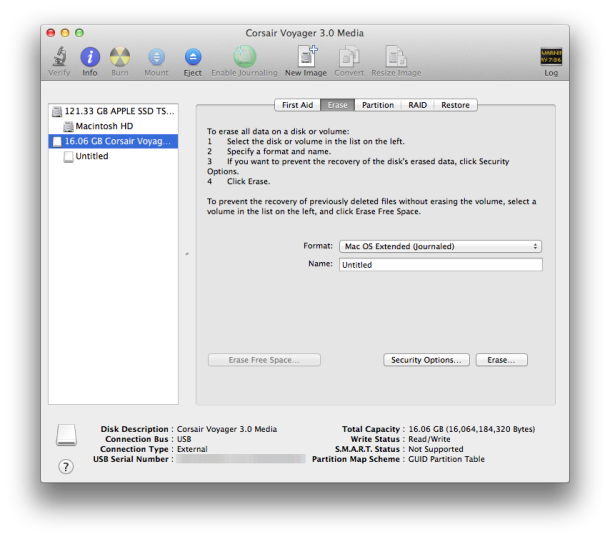 Corsair Voyager 3.0 Media
Verify Info Burn Mount Eject Enable Journaling New Image Convert Resize Image Log
121.33 GB APPLE SSD TS...
Macintosh HD
16.06 GB Corsair Voyag...
Untitled
First Aid Erase Partition RAID Restore
To erase all data on a disk or volume:
1 Select the disk or volume in the list on the left.
2 Specify a format and name.
3 If you want to prevent the recovery of the disk's erased data, click Security
Options.
4 Click Erase.
To prevent the recovery of previously deleted files without erasing the volume, select a
volume in the list on the left, and click Erase Free Space.
Format: Mac OS Extended (Journaled)
Name: Untitled
Erase Free Space... Security Options... Erase...
Disk Description : Corsair Voyager 3.0 Media Total Capacity : 16.06 GB (16,064,184,320 Bytes)
Connection Bus : USB Write Status : Read/Write
Connection Type : External S.M.A.R.T. Status : Not Supported
USB Serial Number : Partition Map Scheme : GUID Partition Table
?